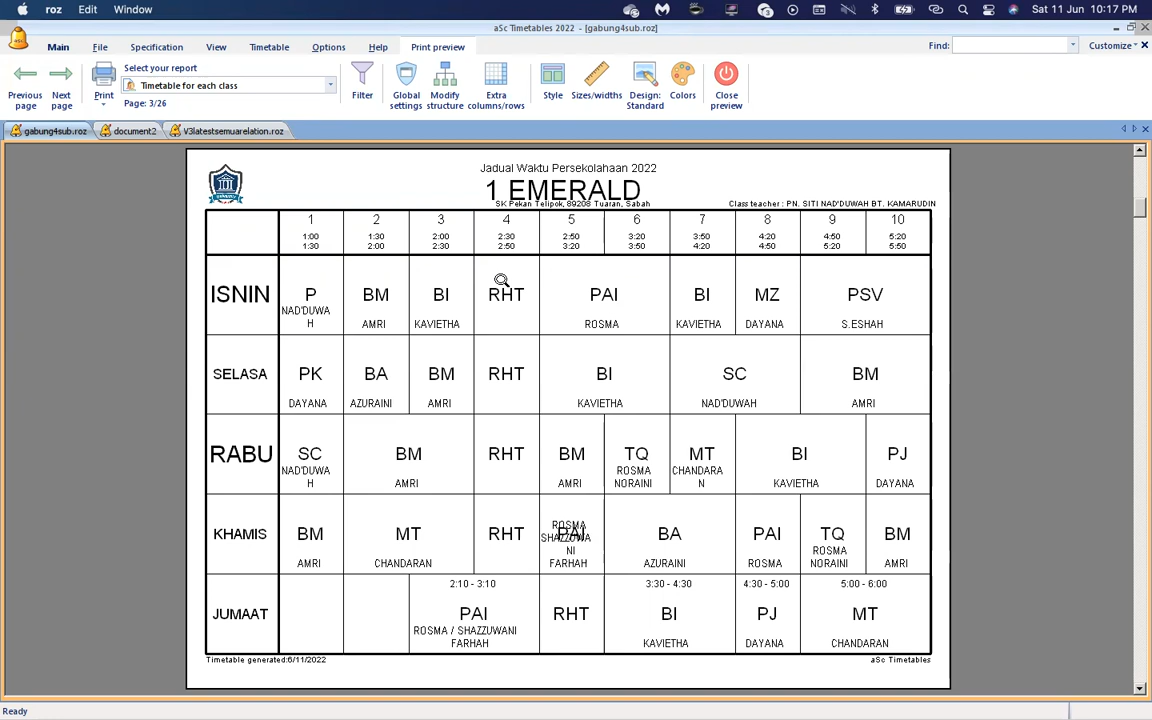 roz Edit Window Sat 11 Jun 10:17 PM
aSc Timetables 2022 - [gabung4sub.roz]
Main File Specification View Timetable Options Help Print preview Find: Customize
Previous page Next page Print Select your report Timetable for each class Page: 3/26 Filter Global settings Modify structure Extra columns/rows Style Sizes/widths Design: Standard Colors Close preview
gabung4sub.roz document2 V3latestsemuarelation.roz
Jadual Waktu Persekolahaan 2022
1 EMERALD
SK Pekan Telipok, 89208 Tuaran, Sabah Class teacher : PN. SITI NAD'DUWAH BT. KAMARUDIN
1 2 3 4 5 6 7 8 9 10
1:00 1:30 2:00 2:30 2:50 3:20 3:50 4:20 4:50 5:20
1:30 2:00 2:30 2:50 3:20 3:50 4:20 4:50 5:20 5:50
ISNIN P BM BI RHT PAI BI MZ PSV
NAD'DUWA
H AMRI KAVIETHA ROSMA KAVIETHA DAYANA S.ESHAH
SELASA PK BA BM RHT BI SC BM
DAYANA AZURAINI AMRI KAVIETHA NAD'DUWAH AMRI
RABU SC BM RHT BM TQ MT BI PJ
NAD'DUWA ROSMA CHANDARA
H AMRI AMRI NORAINI N KAVIETHA DAYANA
ROSMA
KHAMIS BM MT RHT PAI BA PAI TQ BM
SHAZZUWA
NI ROSMA
AMRI CHANDARAN FARHAH AZURAINI ROSMA NORAINI AMRI
2:10 - 3:10 3:30 - 4:30 4:30 - 5:00 5:00 - 6:00
JUMAAT PAI RHT BI PJ MT
ROSMA / SHAZZUWANI
FARHAH KAVIETHA DAYANA CHANDARAN
Timetable generated:6/11/2022 aSc Timetables
Ready